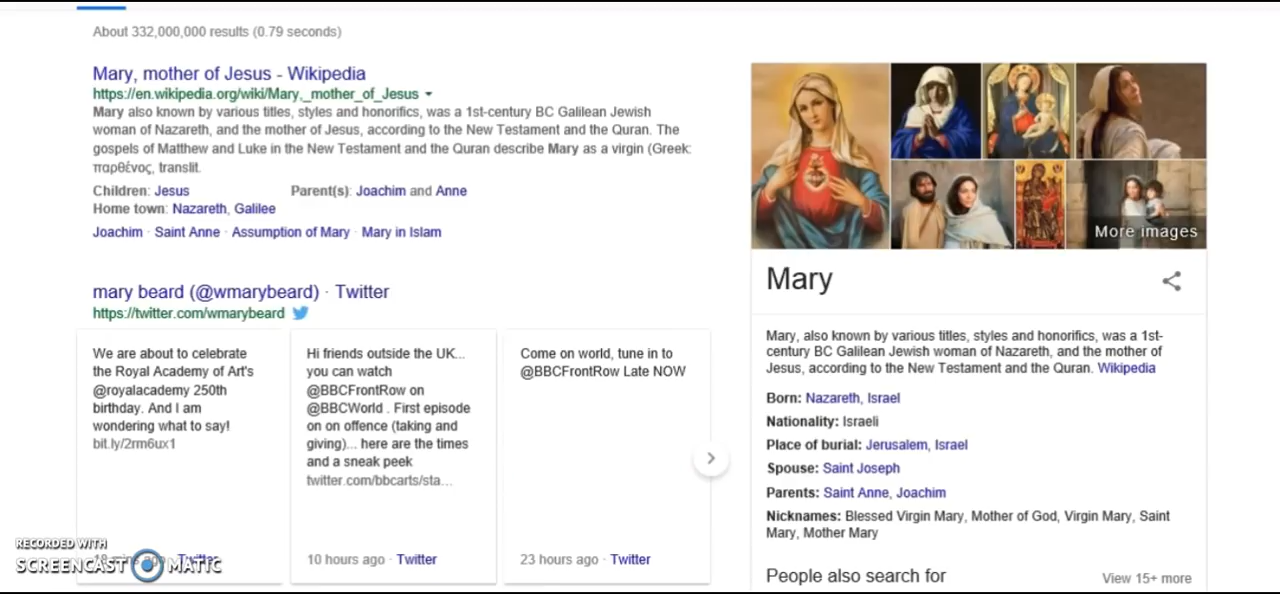 About 332,000,000 results (0.79 seconds)
Mary, mother of Jesus - Wikipedia
https://en.wikipedia.org/wiki/Mary,_mother_of_Jesus
Mary also known by various titles, styles and honorifics, was a 1st-century BC Galilean Jewish
woman of Nazareth, and the mother of Jesus, according to the New Testament and the Quran. The
gospels of Matthew and Luke in the New Testament and the Quran describe Mary as a virgin (Greek:
παρθένος, translit.
Children: Jesus Parent(s): Joachim and Anne
Home town: Nazareth, Galilee
Joachim · Saint Anne · Assumption of Mary · Mary in Islam
mary beard (@wmarybeard) · Twitter
https://twitter.com/wmarybeard
We are about to celebrate
the Royal Academy of Art's
@royalacademy 250th
birthday. And I am
wondering what to say!
bit.ly/2rm6ux1
18 mins ago · Twitter
Hi friends outside the UK...
you can watch
@BBCFrontRow on
@BBCWorld . First episode
on on offence (taking and
giving)... here are the times
and a sneak peek
twitter.com/bbcarts/sta...
10 hours ago · Twitter
Come on world, tune in to
@BBCFrontRow Late NOW
23 hours ago · Twitter
RECORDED WITH
SCREENCAST MATIC
More images
Mary
Mary, also known by various titles, styles and honorifics, was a 1st-
century BC Galilean Jewish woman of Nazareth, and the mother of
Jesus, according to the New Testament and the Quran. Wikipedia
Born: Nazareth, Israel
Nationality: Israeli
Place of burial: Jerusalem, Israel
Spouse: Saint Joseph
Parents: Saint Anne, Joachim
Nicknames: Blessed Virgin Mary, Mother of God, Virgin Mary, Saint
Mary, Mother Mary
People also search for View 15+ more